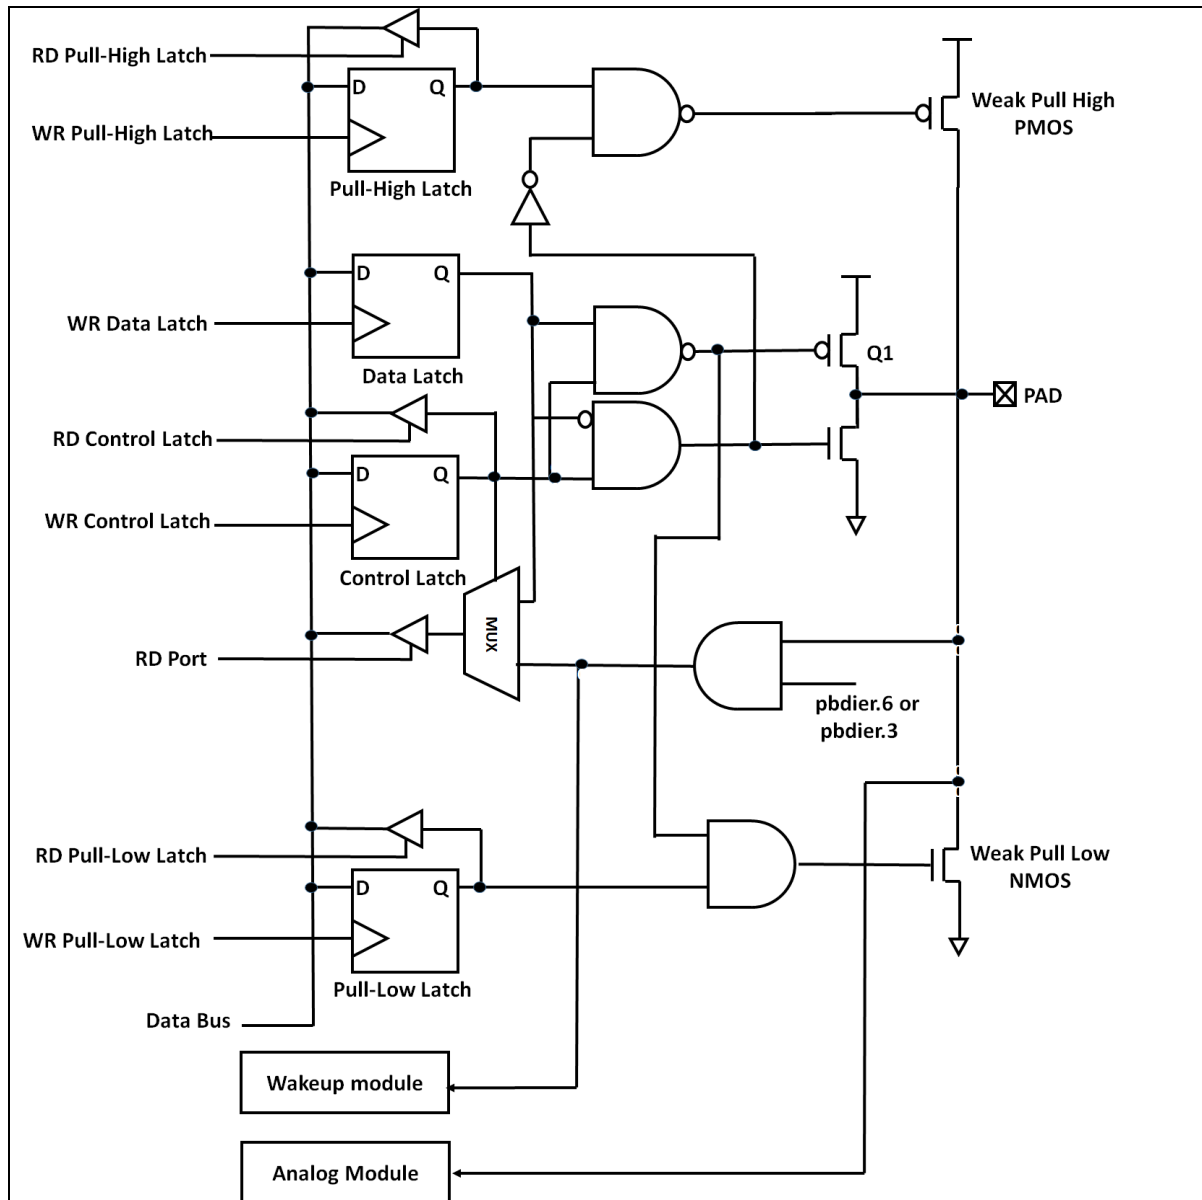 RD Pull-High Latch
D Q
WR Pull-High Latch
Pull-High Latch
Weak Pull High
PMOS
D Q
WR Data Latch
Data Latch
Q1
PAD
RD Control Latch
D Q
WR Control Latch
Control Latch
MUX
RD Port
pbdier.6 or
pbdier.3
RD Pull-Low Latch
Weak Pull Low
NMOS
D Q
WR Pull-Low Latch
Pull-Low Latch
Data Bus
Wakeup module
Analog Module